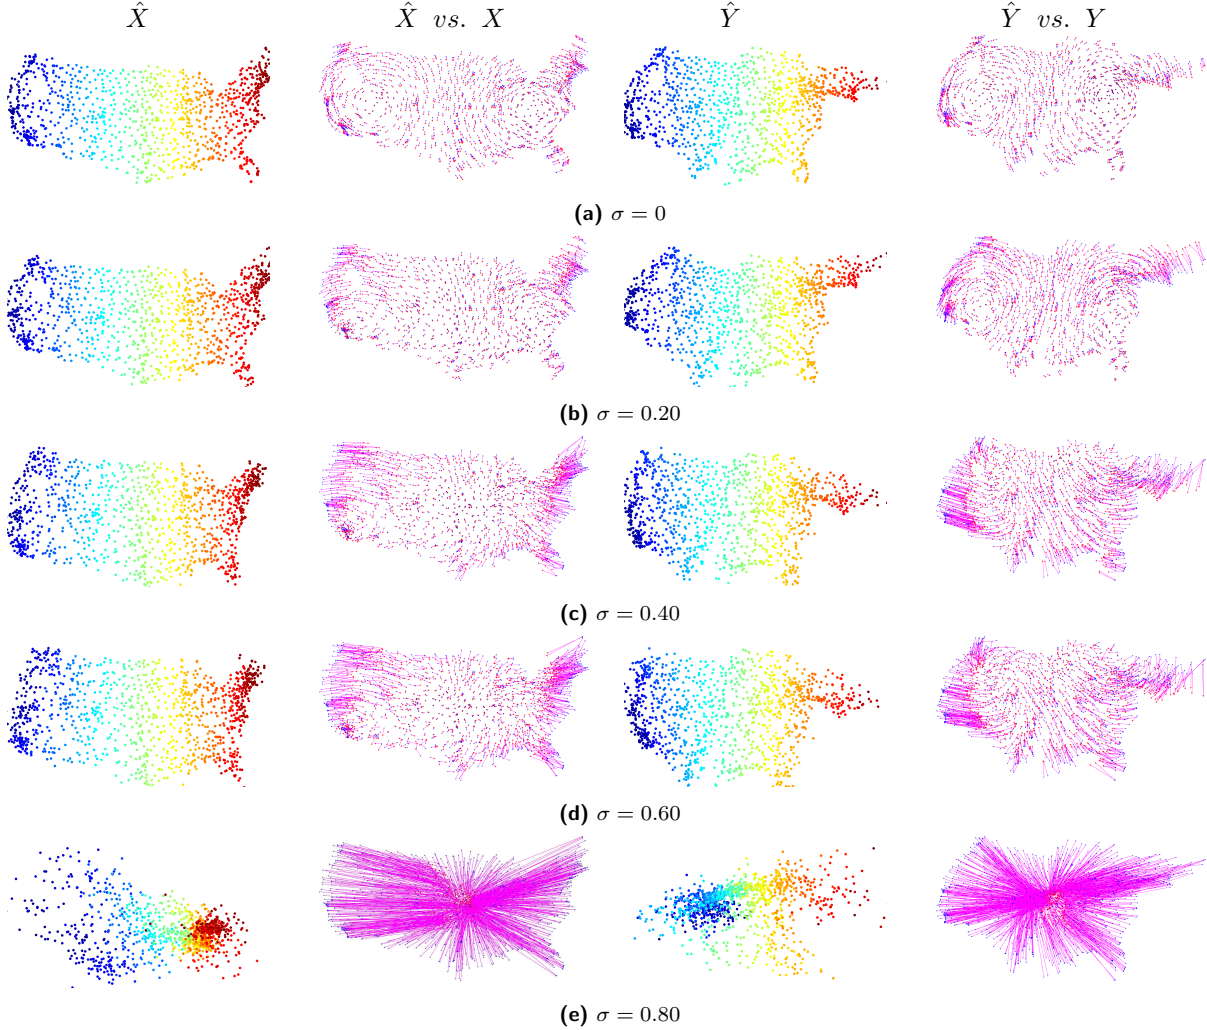 X̂ X̂ vs. X Ŷ Ŷ vs. Y
(a) σ = 0
(b) σ = 0.20
(c) σ = 0.40
(d) σ = 0.60
(e) σ = 0.80